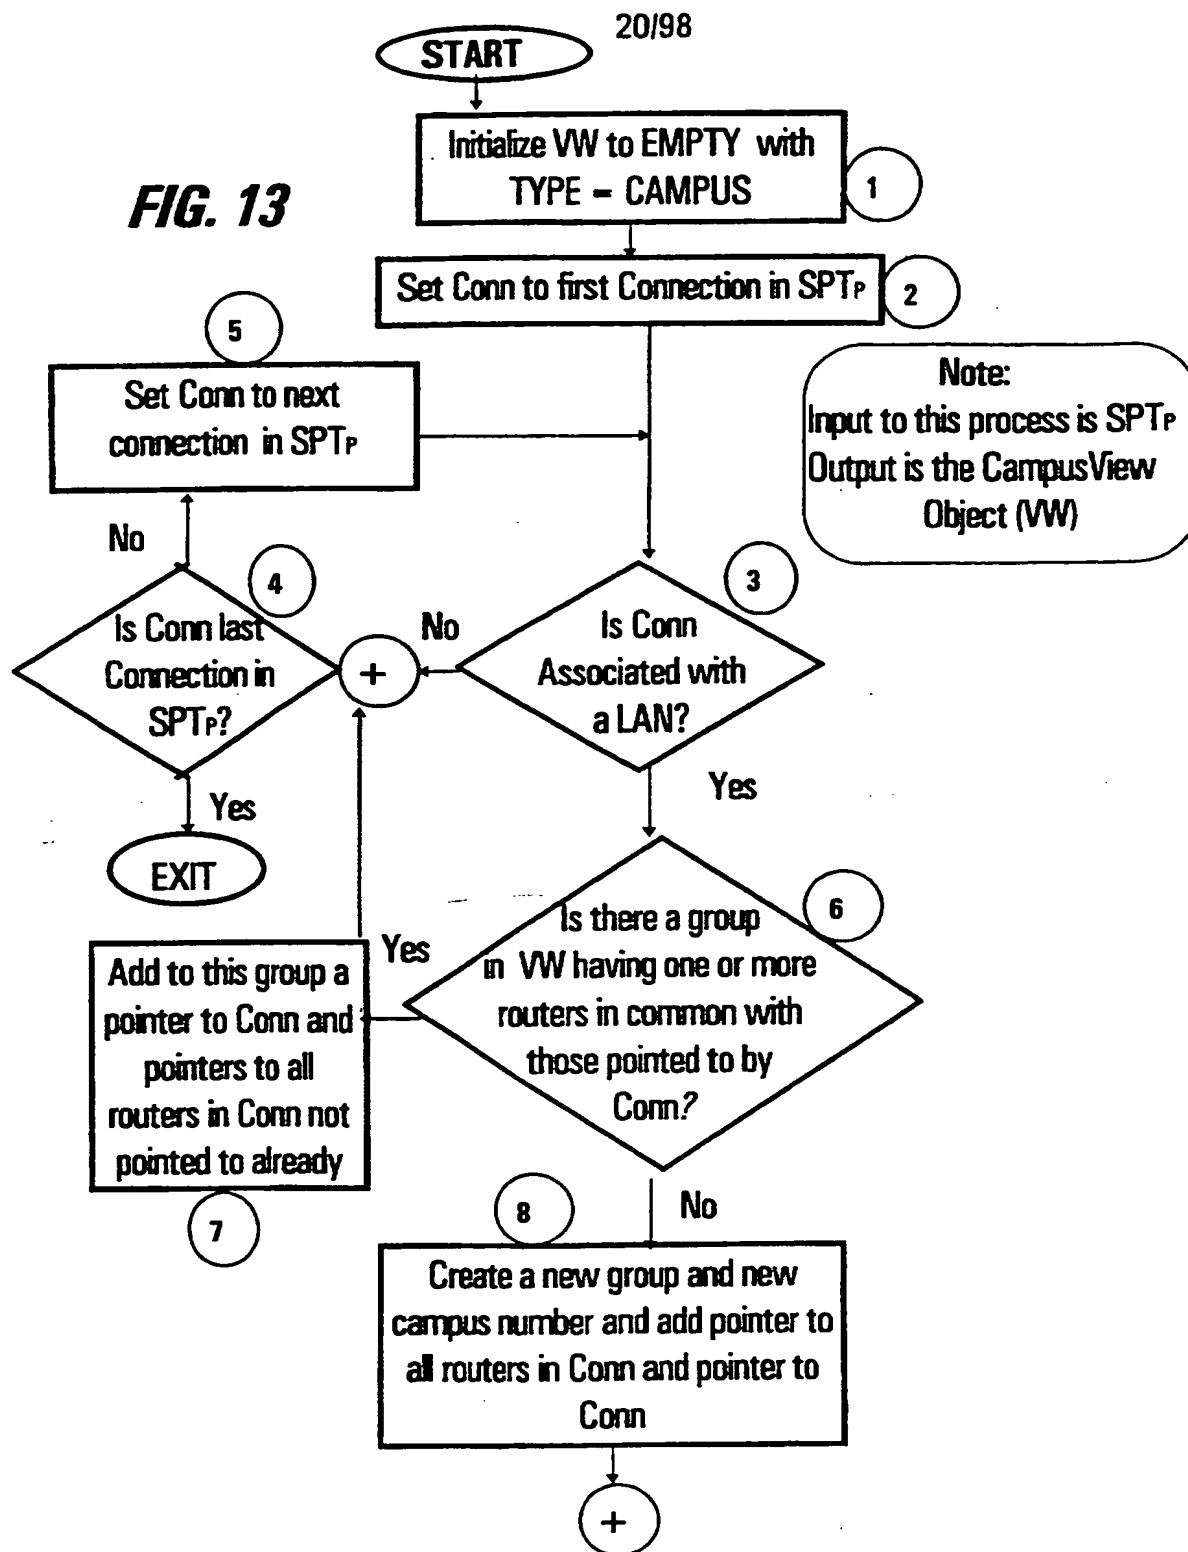 20/98
START
Initialize VW to EMPTY with
TYPE = CAMPUS
1
FIG. 13
Set Conn to first Connection in SPTP
2
5
Set Conn to next
connection in SPTP
Note:
Input to this process is SPTP
Output is the CampusView
Object (VW)
No
4
Is Conn last
Connection in
SPTP?
+
No
3
Is Conn
Associated with
a LAN?
Yes
EXIT
Yes
6
Is there a group
in VW having one or more
routers in common with
those pointed to by
Conn?
Yes
Add to this group a
pointer to Conn and
pointers to all
routers in Conn not
pointed to already
7
No
8
Create a new group and new
campus number and add pointer to
all routers in Conn and pointer to
Conn
+